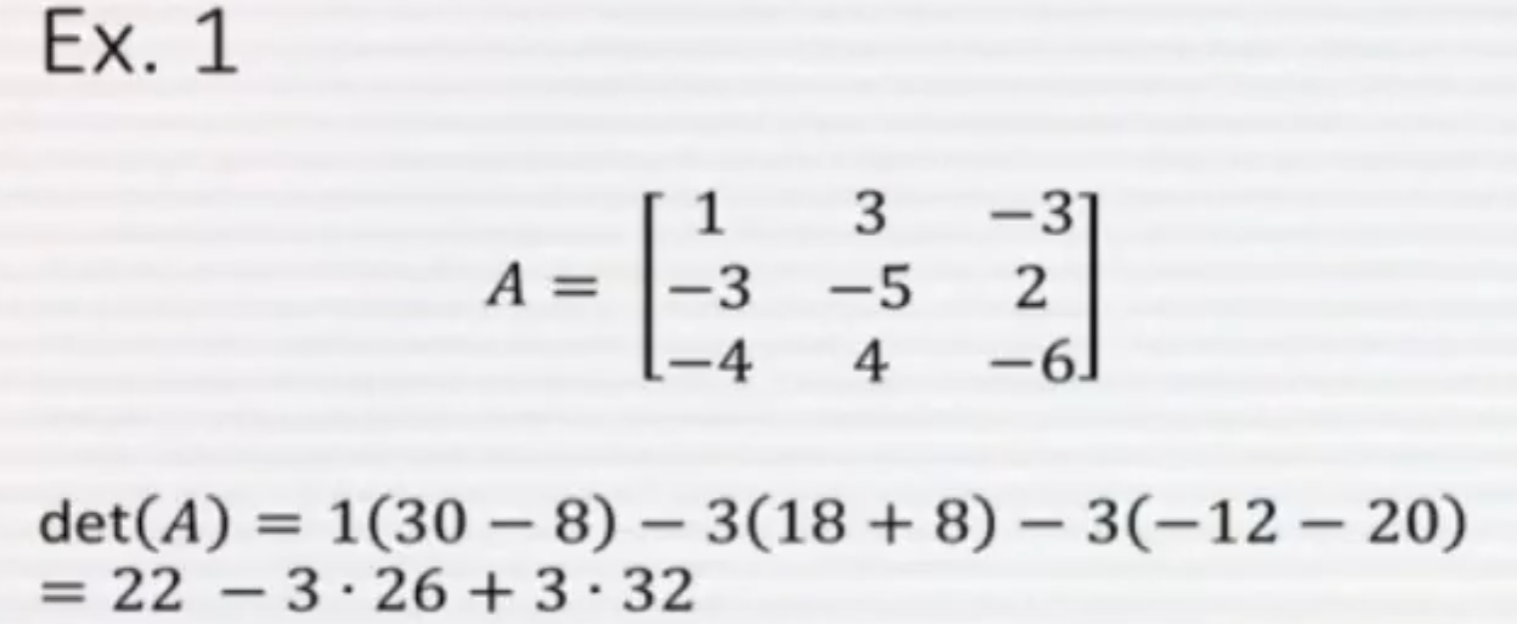 Ex. 1
A = [1 3 −3
−3 −5 2
−4 4 −6]
det(A) = 1(30 − 8) − 3(18 + 8) − 3(−12 − 20)
= 22 − 3 · 26 + 3 · 32